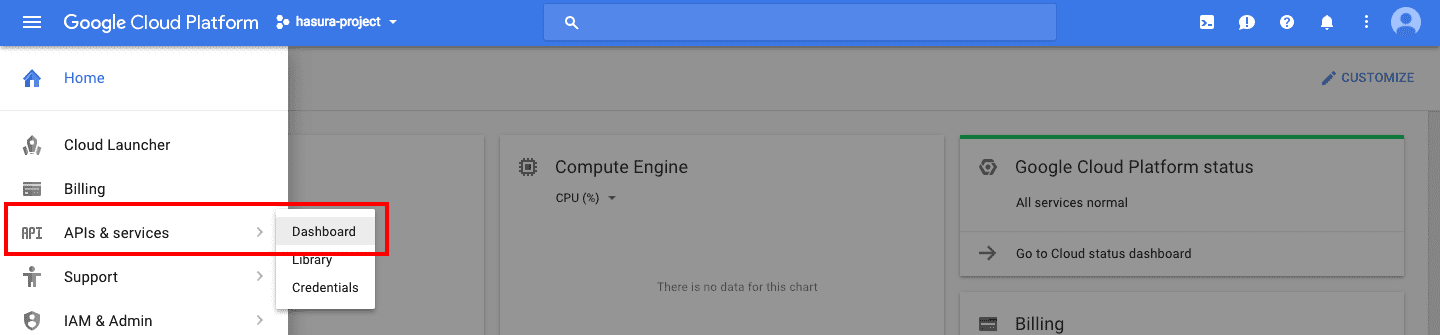 Google Cloud Platform hasura-project
Home
CUSTOMIZE
Cloud Launcher
Billing
API APIs & services
Support
IAM & Admin
Dashboard
Library
Credentials
Compute Engine
CPU (%)
There is no data for this chart
Google Cloud Platform status
All services normal
Go to Cloud status dashboard
Billing